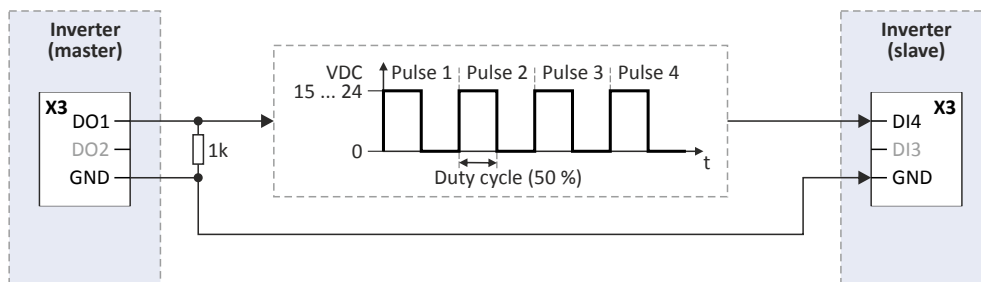 Inverter
(master)
X3
DO1
DO2
GND
1k
VDC
15 ... 24
0
Pulse 1
Pulse 2
Pulse 3
Pulse 4
t
Duty cycle (50 %)
Inverter
(slave)
X3
DI4
DI3
GND